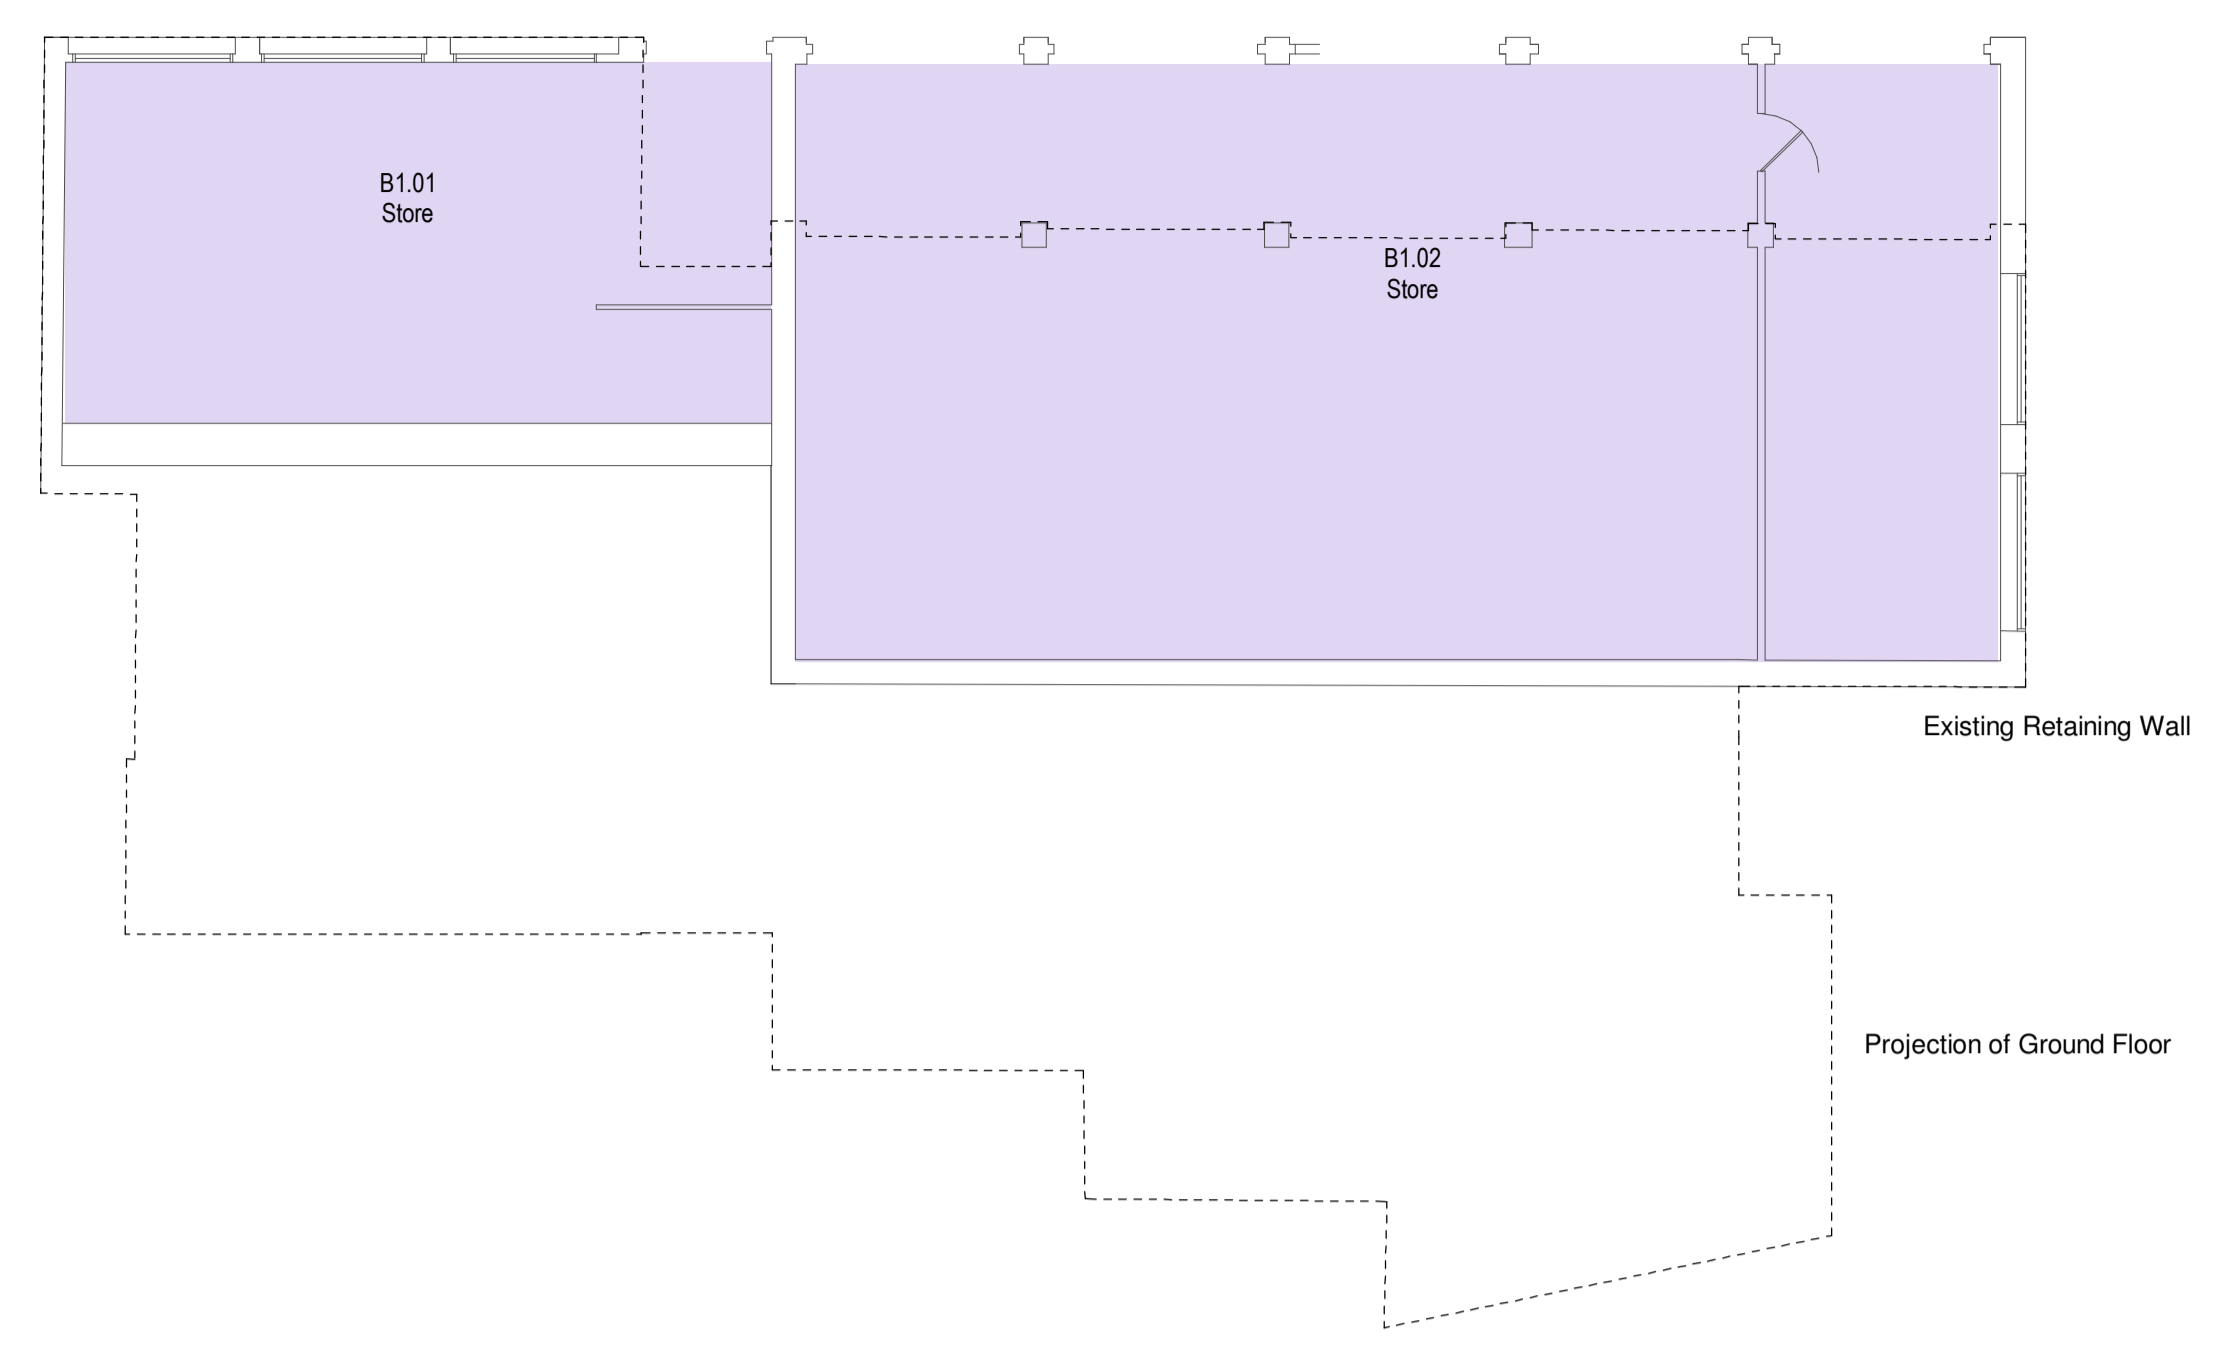 B1.01
Store
B1.02
Store
Existing Retaining Wall
Projection of Ground Floor